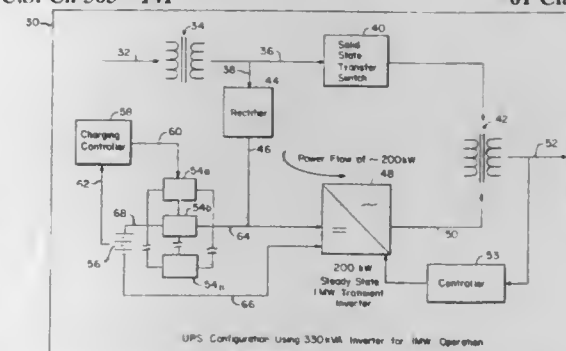 30
32
34
36
38
40
Solid
State
Transfer
Switch
42
44
Rectifier
46
58
Charging
Controller
60
62
54a
54b
54n
68
56
64
66
Power Flow of ~ 200kW
48
50
52
53
Controller
200 kW
Steady State
1MW Transient
Inverter
UPS Configuration Using 330kVA Inverter for 1MW Operation